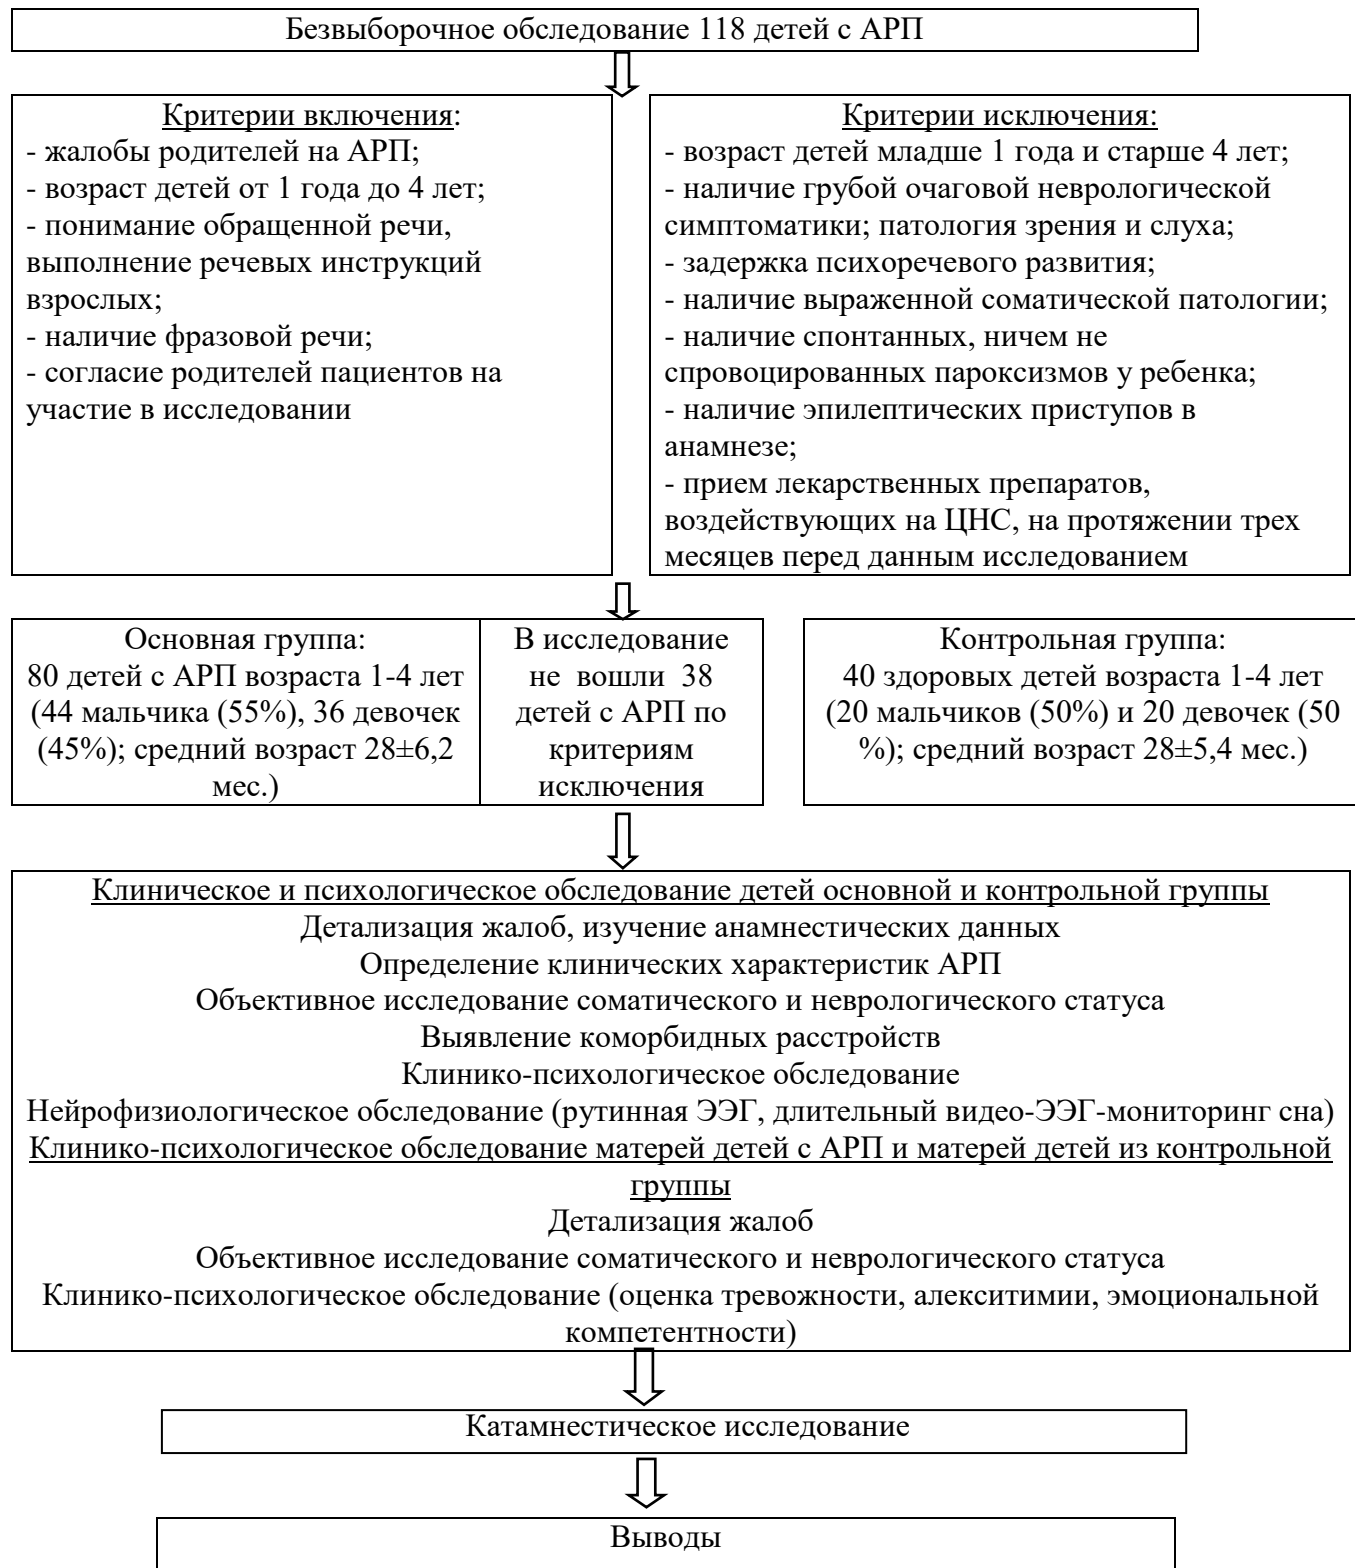 Безвыборочное обследование 118 детей с АРП
Критерии включения:
- жалобы родителей на АРП;
- возраст детей от 1 года до 4 лет;
- понимание обращенной речи,
выполнение речевых инструкций
взрослых;
- наличие фразовой речи;
- согласие родителей пациентов на
участие в исследовании
Критерии исключения:
- возраст детей младше 1 года и старше 4 лет;
- наличие грубой очаговой неврологической
симптоматики; патология зрения и слуха;
- задержка психоречевого развития;
- наличие выраженной соматической патологии;
- наличие спонтанных, ничем не
спровоцированных пароксизмов у ребенка;
- наличие эпилептических приступов в
анамнезе;
- прием лекарственных препаратов,
воздействующих на ЦНС, на протяжении трех
месяцев перед данным исследованием
Основная группа:
80 детей с АРП возраста 1-4 лет
(44 мальчика (55%), 36 девочек
(45%); средний возраст 28±6,2
мес.)
В исследование
не вошли 38
детей с АРП по
критериям
исключения
Контрольная группа:
40 здоровых детей возраста 1-4 лет
(20 мальчиков (50%) и 20 девочек (50
%); средний возраст 28±5,4 мес.)
Клиническое и психологическое обследование детей основной и контрольной группы
Детализация жалоб, изучение анамнестических данных
Определение клинических характеристик АРП
Объективное исследование соматического и неврологического статуса
Выявление коморбидных расстройств
Клинико-психологическое обследование
Нейрофизиологическое обследование (рутинная ЭЭГ, длительный видео-ЭЭГ-мониторинг сна)
Клинико-психологическое обследование матерей детей с АРП и матерей детей из контрольной
группы
Детализация жалоб
Объективное исследование соматического и неврологического статуса
Клинико-психологическое обследование (оценка тревожности, алекситимии, эмоциональной
компетентности)
Катамнестическое исследование
Выводы